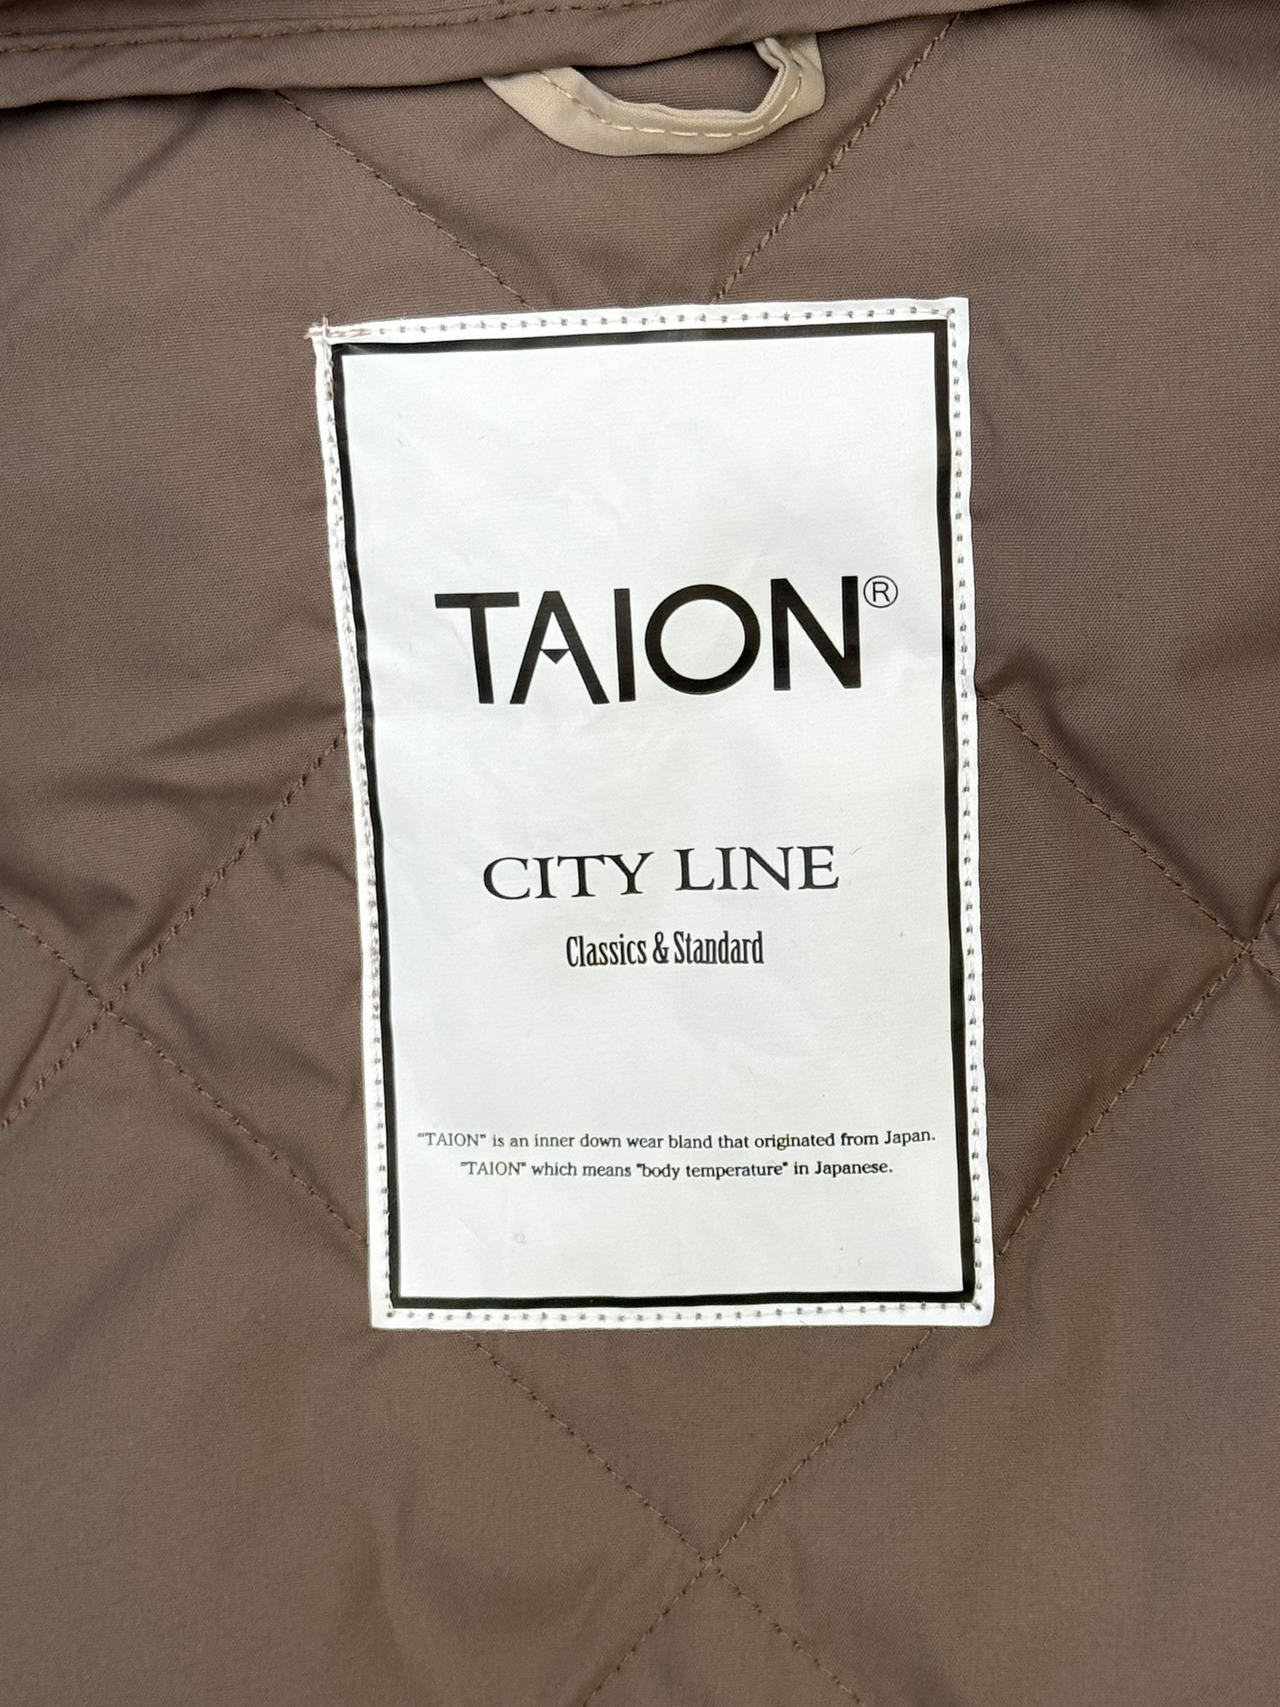 TAION®
CITY LINE
Classics & Standard
"TAION" is an inner down wear bland that originated from Japan.
"TAION" which means "body temperature" in Japanese.